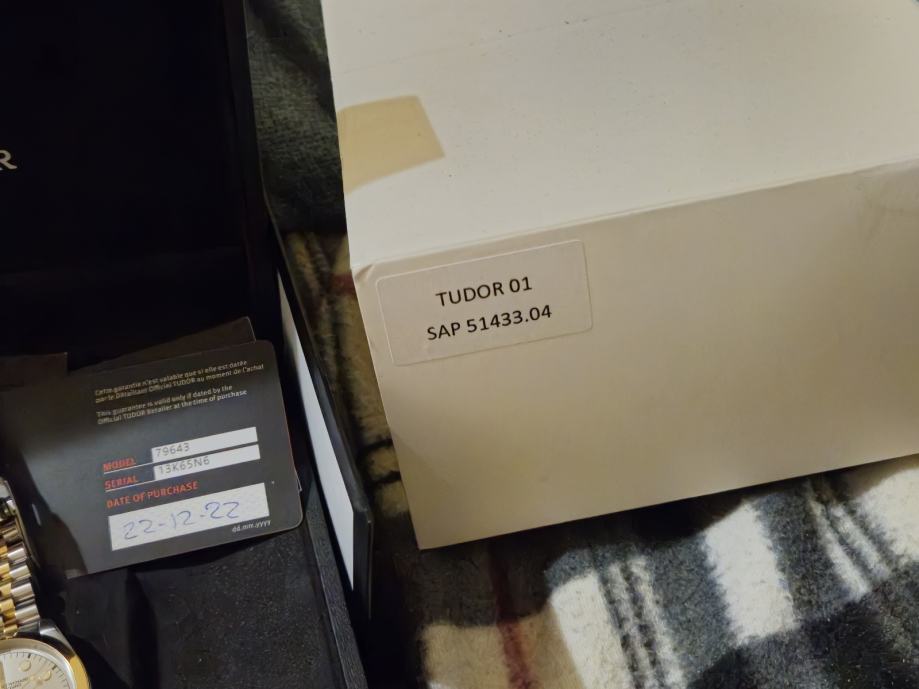 R
TUDOR 01
SAP 51433.04
Cette garantie n'est valable que si elle est datée
par le Détaillant Officiel TUDOR au moment de l'achat
This guarantee is valid only if dated by the
Official TUDOR Retailer at the time of purchase
MODEL 79643
SERIAL 13K65N6
DATE OF PURCHASE
22-12-22
dd.mm.yyyy